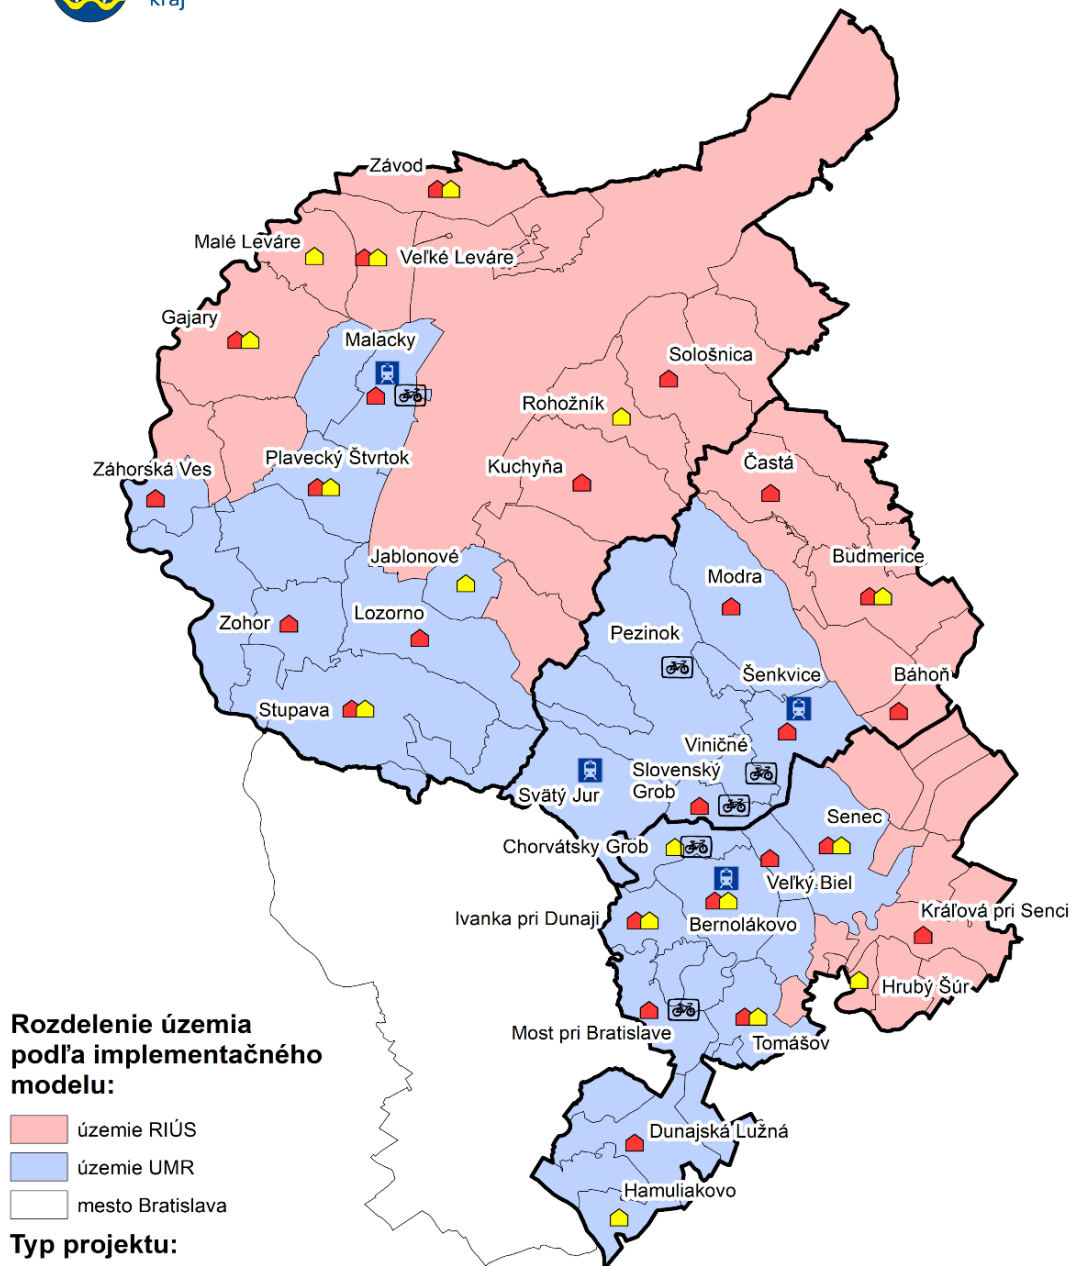 kraj
Závod
Malé Leváre
Veľké Leváre
Gajary
Malacky
Sološnica
Rohožník
Záhorská Ves
Plavecký Štvrtok
Kuchyňa
Častá
Jablonové
Budmerice
Modra
Zohor
Lozorno
Pezinok
Šenkvice
Báhoň
Stupava
Viničné
Slovenský
Grob
Svätý Jur
Senec
Chorvátsky Grob
Veľký Biel
Ivanka pri Dunaji
Bernolákovo
Kráľová pri Senci
Hrubý Šúr
Most pri Bratislave
Tomášov
Dunajská Lužná
Hamuliakovo
Rozdelenie územia
podľa implementačného
modelu:
územie RIÚS
územie UMR
mesto Bratislava
Typ projektu: